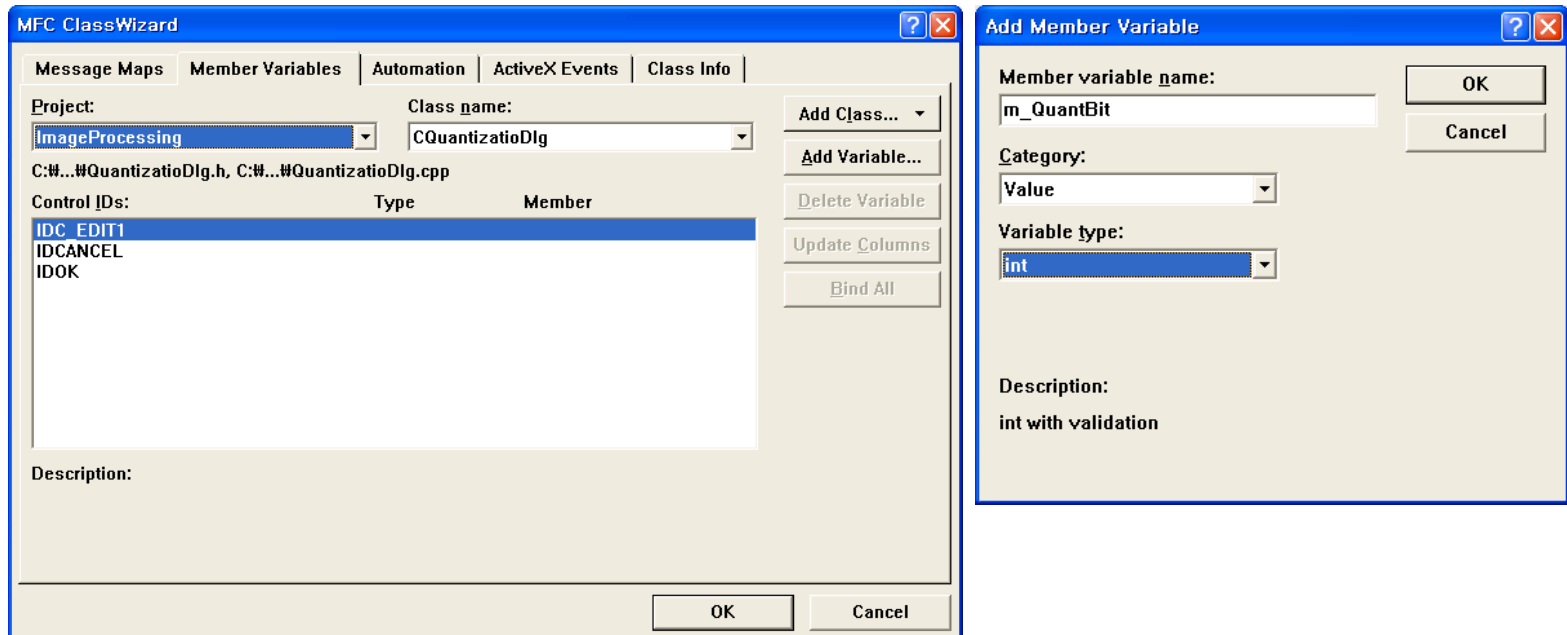 MFC ClassWizard
Message Maps Member Variables Automation ActiveX Events Class Info
Project: Class name:
ImageProcessing CQuantizatioDlg
Add Class...
Add Variable...
C:₩...₩QuantizatioDlg.h, C:₩...₩QuantizatioDlg.cpp
Control IDs: Type Member
Delete Variable
IDC_EDIT1
IDCANCEL
IDOK
Update Columns
Bind All
Description:
OK Cancel
Add Member Variable
Member variable name:
m_QuantBit
OK
Cancel
Category:
Value
Variable type:
int
Description:
int with validation